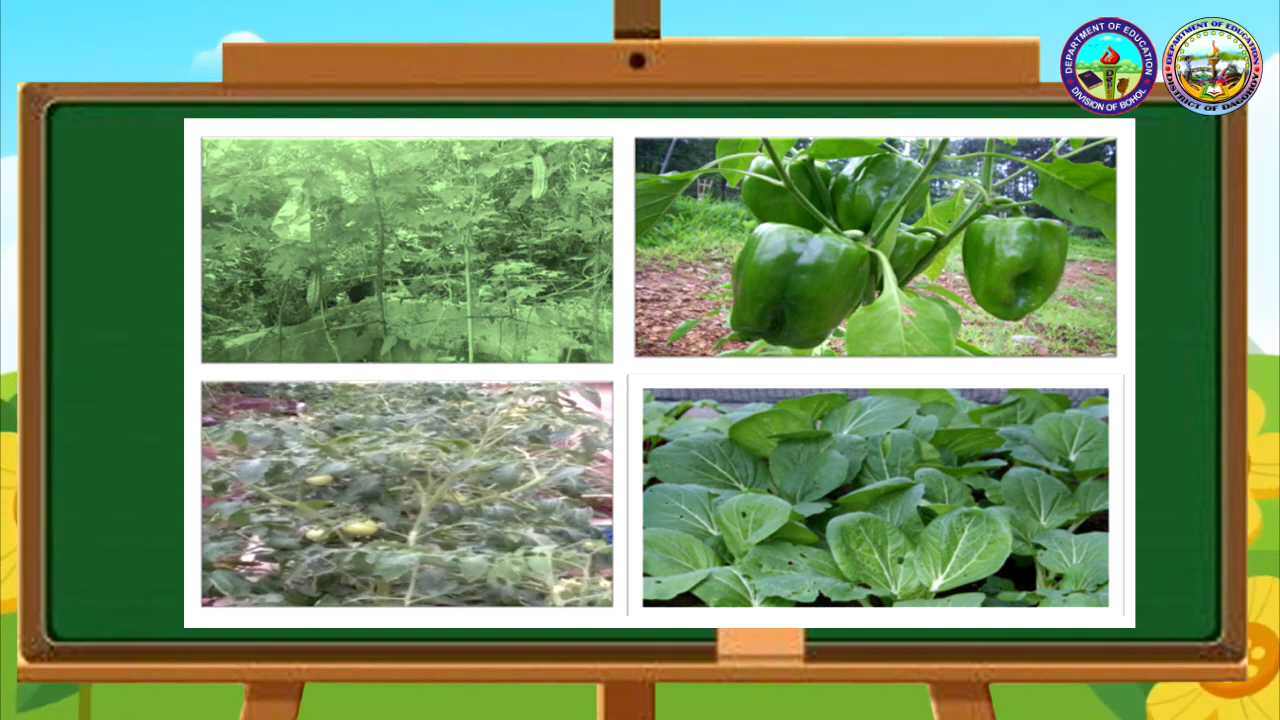 DEPARTMENT OF EDUCATION
DIVISION OF BOHOL
DEPARTMENT OF EDUCATION
DISTRICT OF DAGOHOY